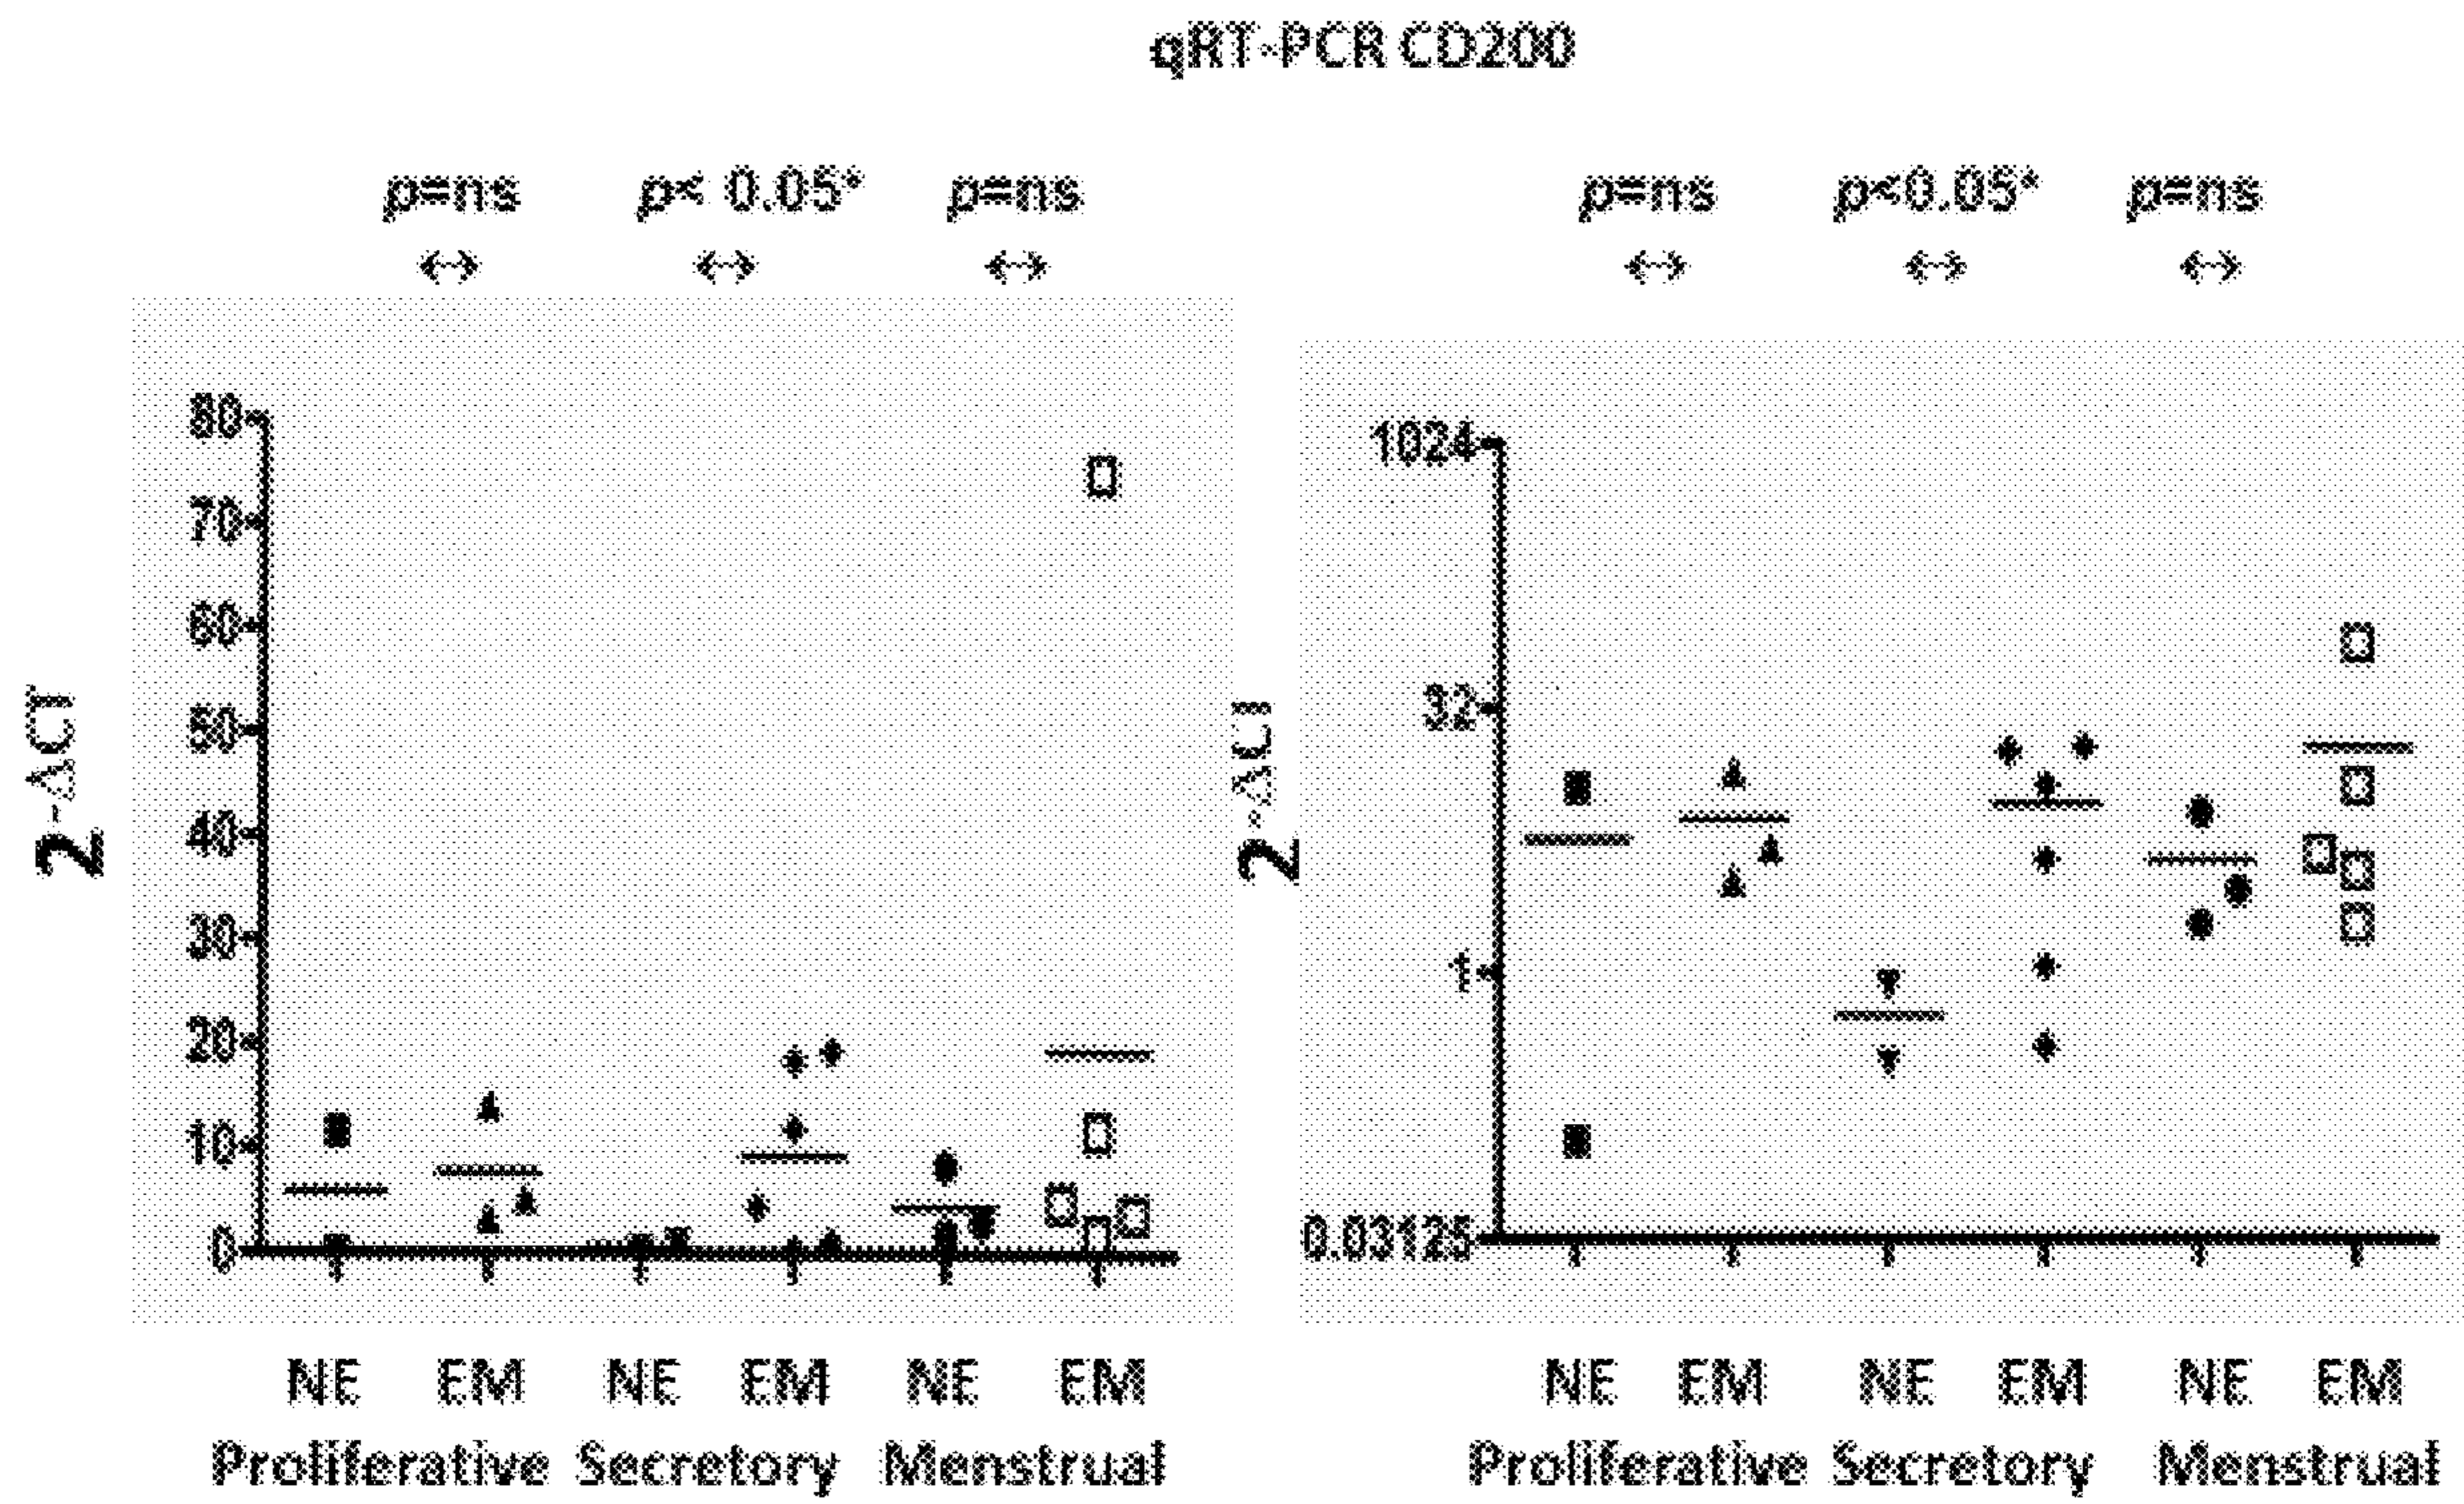 qRT-PCR CD200
p=ns p< 0.05* p=ns
p=ns p<0.05* p=ns
2-ΔCT
80
70
60
50
40
30
20
10
0
NE EM NE EM NE EM
Proliferative Secretory Menstrual
2-ΔCT
1024
32
1
0.03125
NE EM NE EM NE EM
Proliferative Secretory Menstrual